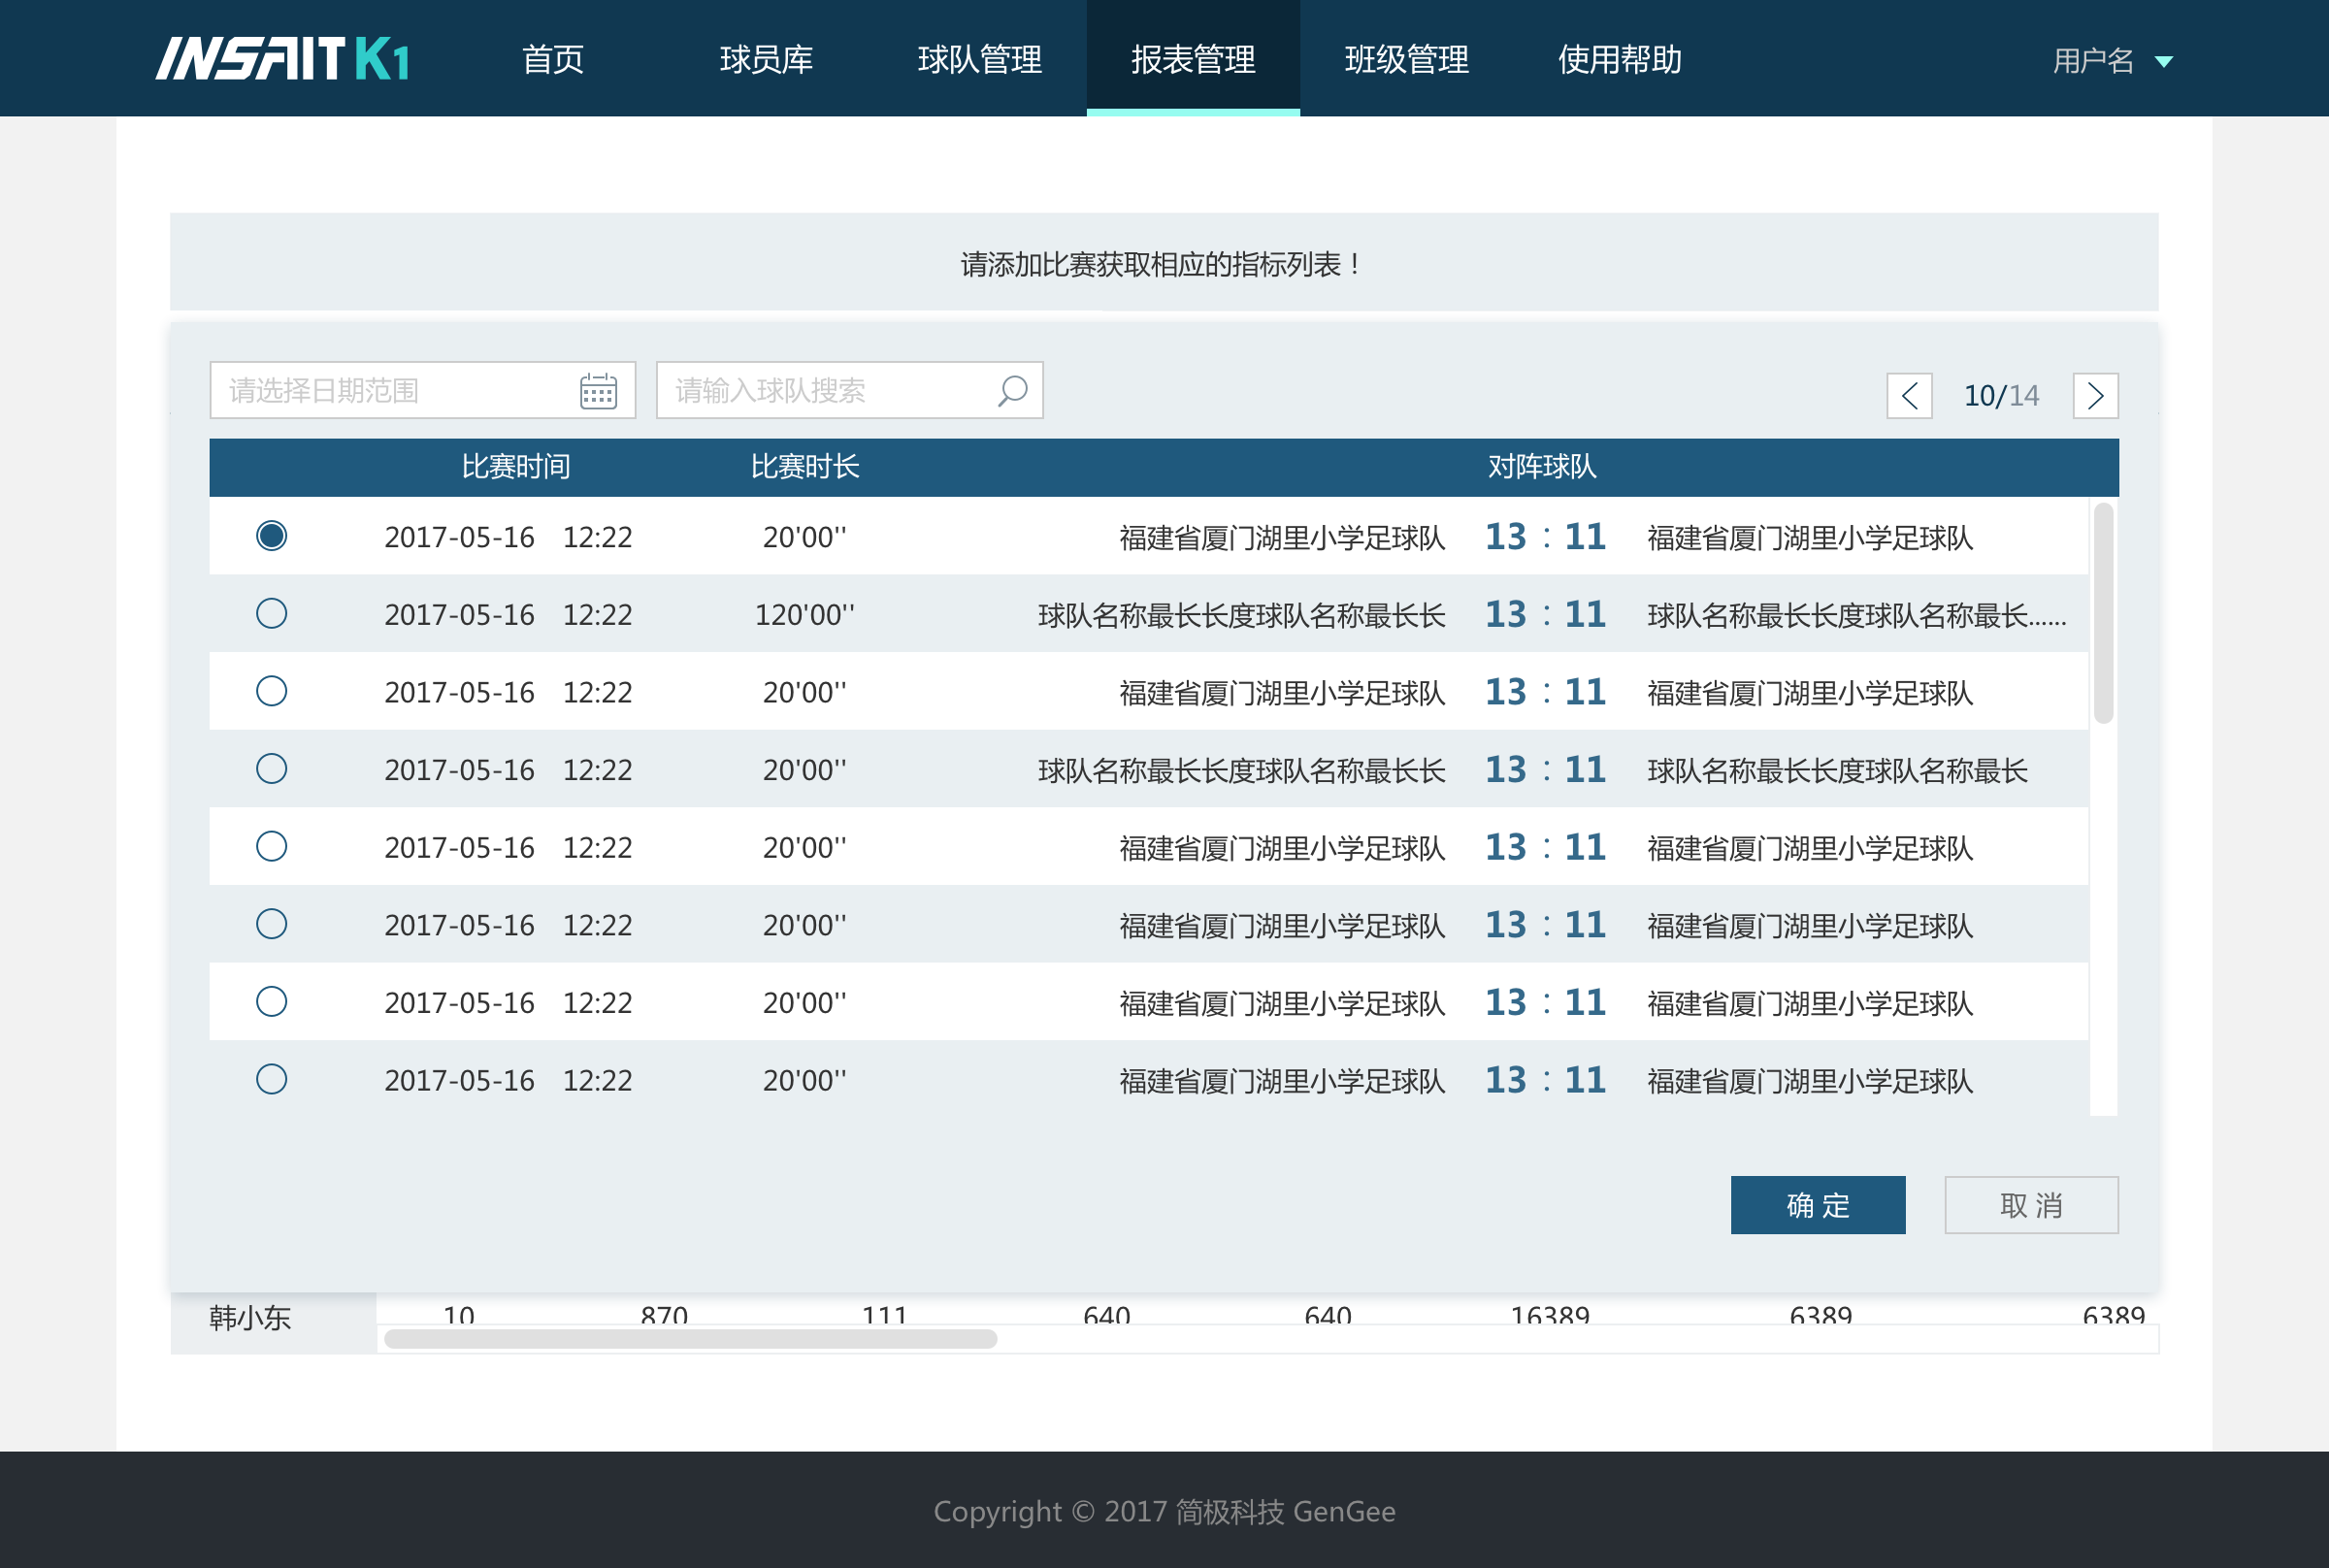 INSAIT K1 首页 球员库 球队管理 报表管理 班级管理 使用帮助 用户名
请添加比赛获取相应的指标列表！
请选择日期范围 请输入球队搜索 10/14
比赛时间 比赛时长 对阵球队
2017-05-16 12:22 20'00'' 福建省厦门湖里小学足球队 13 : 11 福建省厦门湖里小学足球队
2017-05-16 12:22 120'00'' 球队名称最长长度球队名称最长长 13 : 11 球队名称最长长度球队名称最长......
2017-05-16 12:22 20'00'' 福建省厦门湖里小学足球队 13 : 11 福建省厦门湖里小学足球队
2017-05-16 12:22 20'00'' 球队名称最长长度球队名称最长长 13 : 11 球队名称最长长度球队名称最长
2017-05-16 12:22 20'00'' 福建省厦门湖里小学足球队 13 : 11 福建省厦门湖里小学足球队
2017-05-16 12:22 20'00'' 福建省厦门湖里小学足球队 13 : 11 福建省厦门湖里小学足球队
2017-05-16 12:22 20'00'' 福建省厦门湖里小学足球队 13 : 11 福建省厦门湖里小学足球队
2017-05-16 12:22 20'00'' 福建省厦门湖里小学足球队 13 : 11 福建省厦门湖里小学足球队
确 定 取 消
韩小东 10 870 111 640 640 16389 6389 6389
Copyright © 2017 简极科技 GenGee